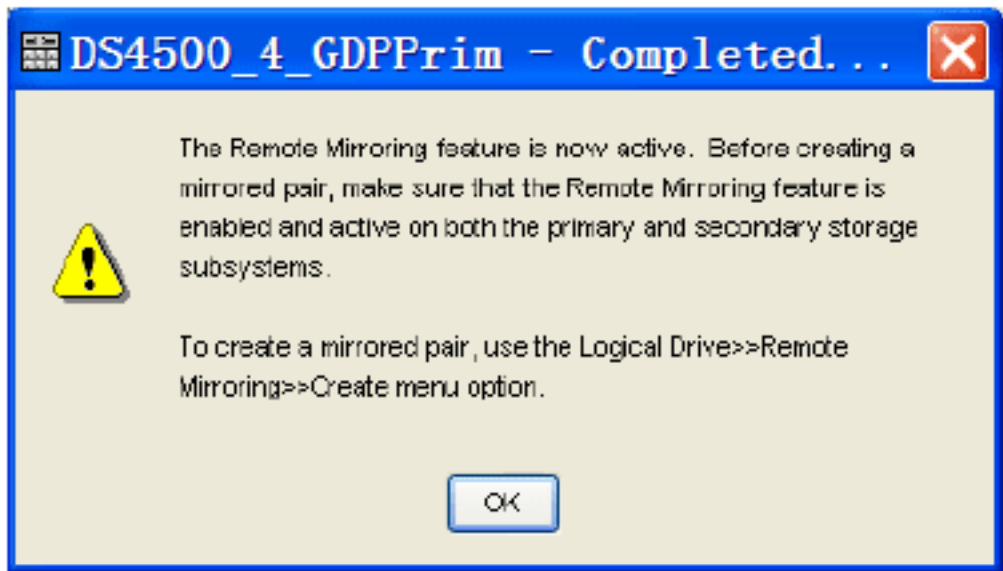 DS4500_4_GDPPrim - Completed...
The Remote Mirroring feature is now active. Before creating a
mirrored pair, make sure that the Remote Mirroring feature is
enabled and active on both the primary and secondary storage
subsystems.
To create a mirrored pair, use the Logical Drive>>Remote
Mirroring>>Create menu option.
OK